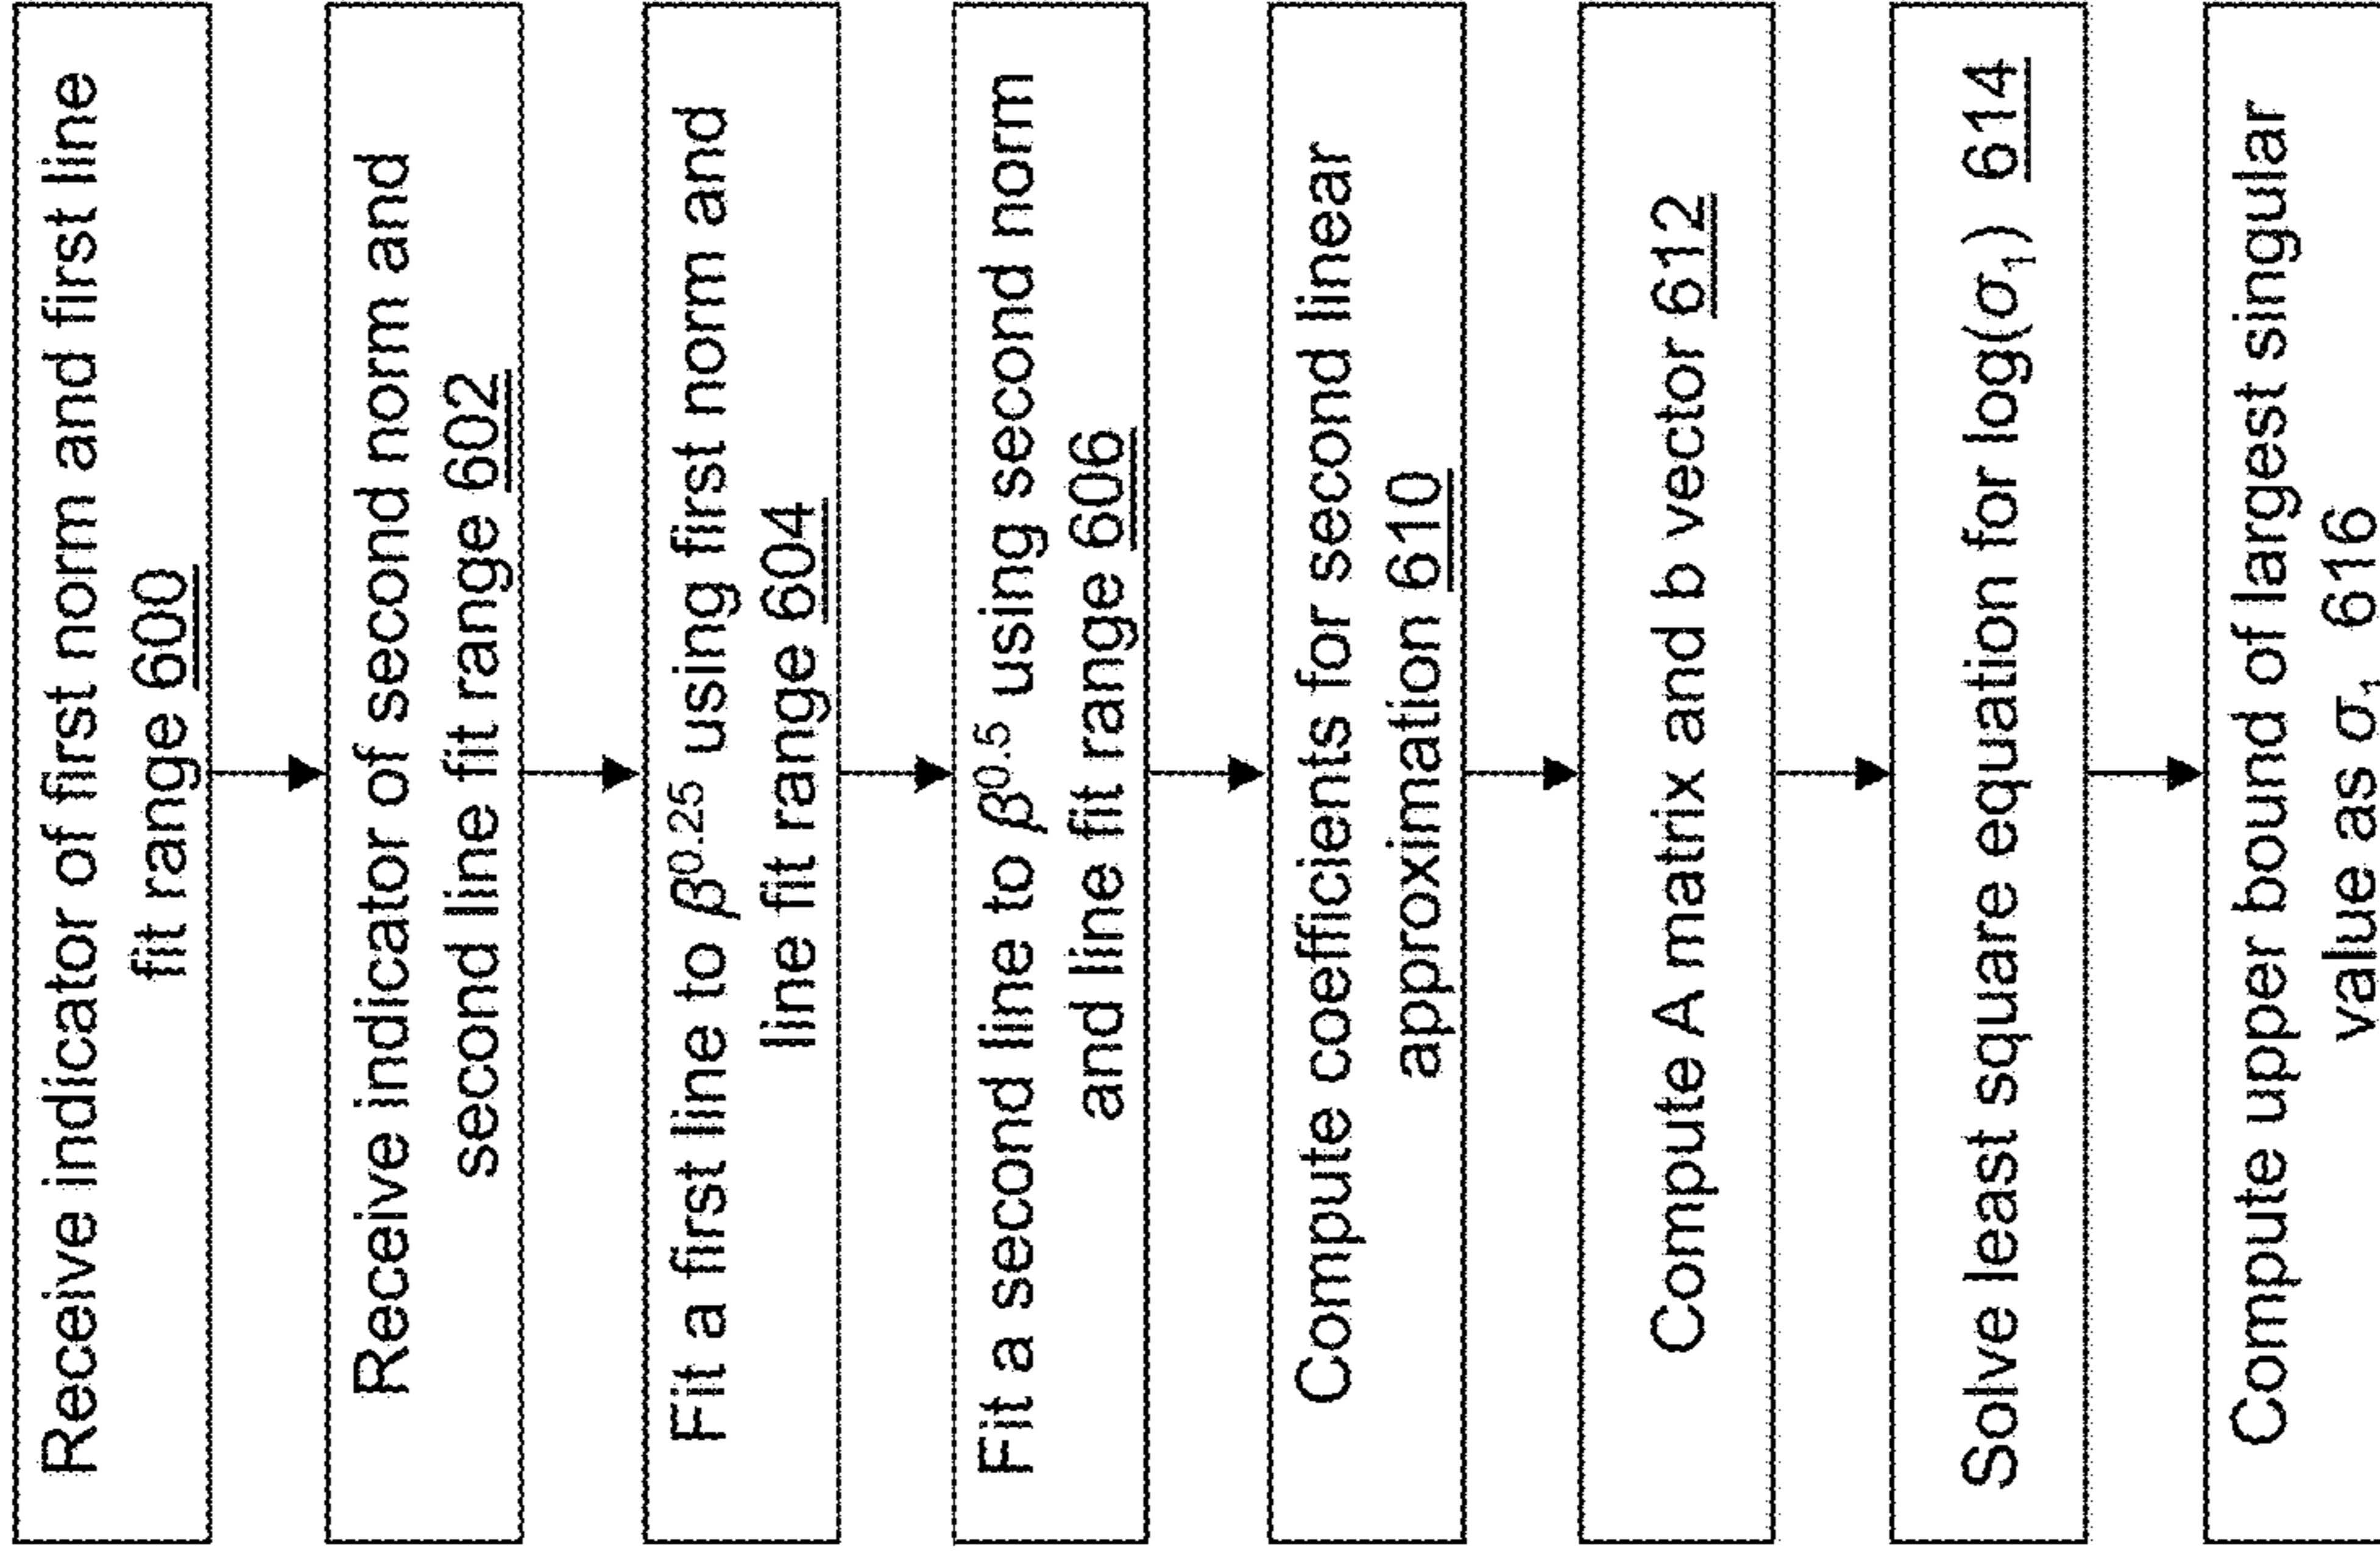 Receive indicator of first norm and first line
fit range 600
Receive indicator of second norm and
second line fit range 602
Fit a first line to β^0.25 using first norm and
line fit range 604
Fit a second line to β^0.5 using second norm
and line fit range 606
Compute coefficients for second linear
approximation 610
Compute A matrix and b vector 612
Solve least square equation for log(σ₁) 614
Compute upper bound of largest singular
value as σ₁ 616